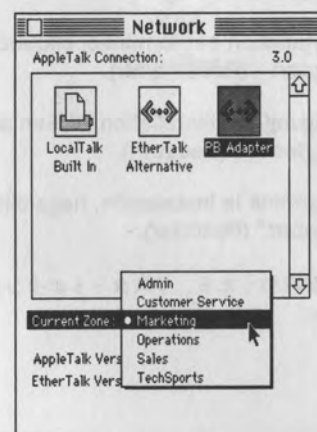 Network
AppleTalk Connection: 3.0
LocalTalk Built In
EtherTalk Alternative
PB Adapter
Admin
Customer Service
Current Zone: • Marketing
Operations
Sales
TechSports
AppleTalk Vers
EtherTalk Vers